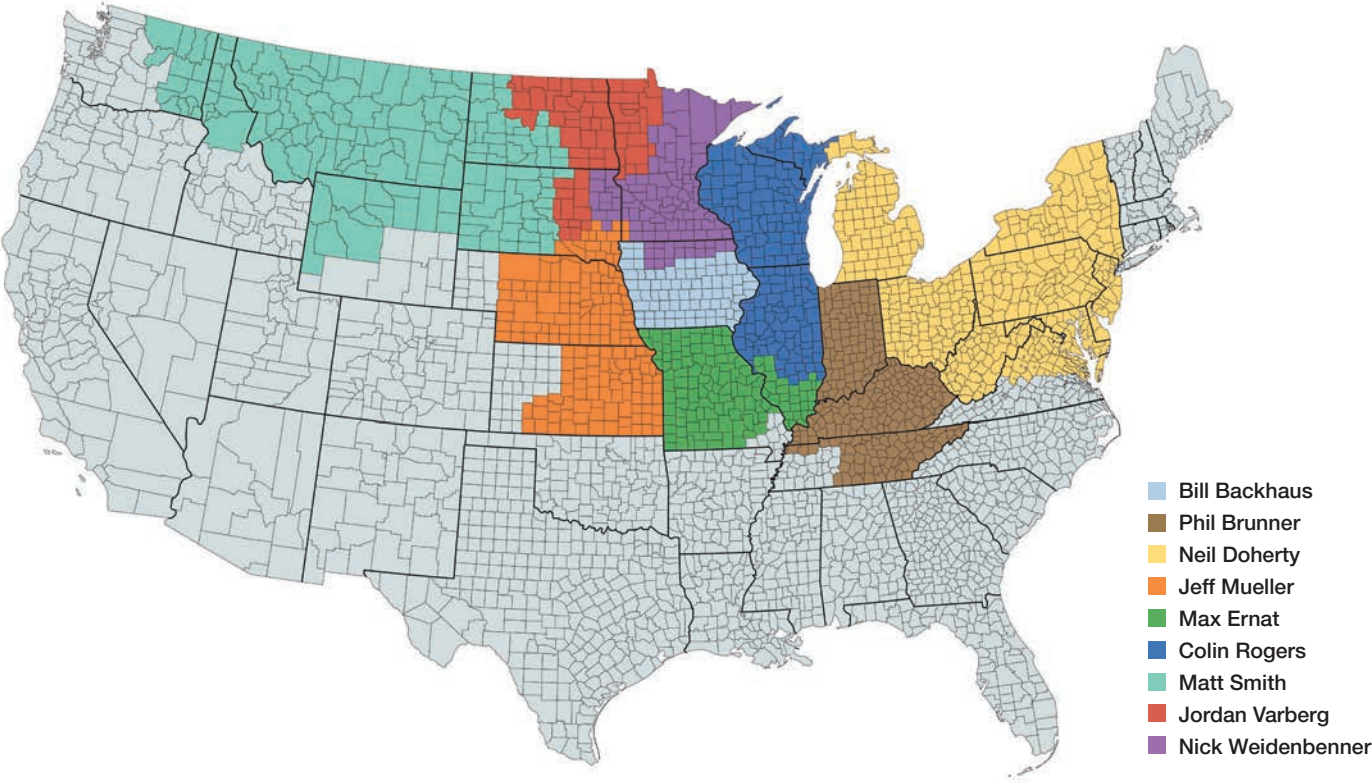 Bill Backhaus
Phil Brunner
Neil Doherty
Jeff Mueller
Max Ernat
Colin Rogers
Matt Smith
Jordan Varberg
Nick Weidenbenner